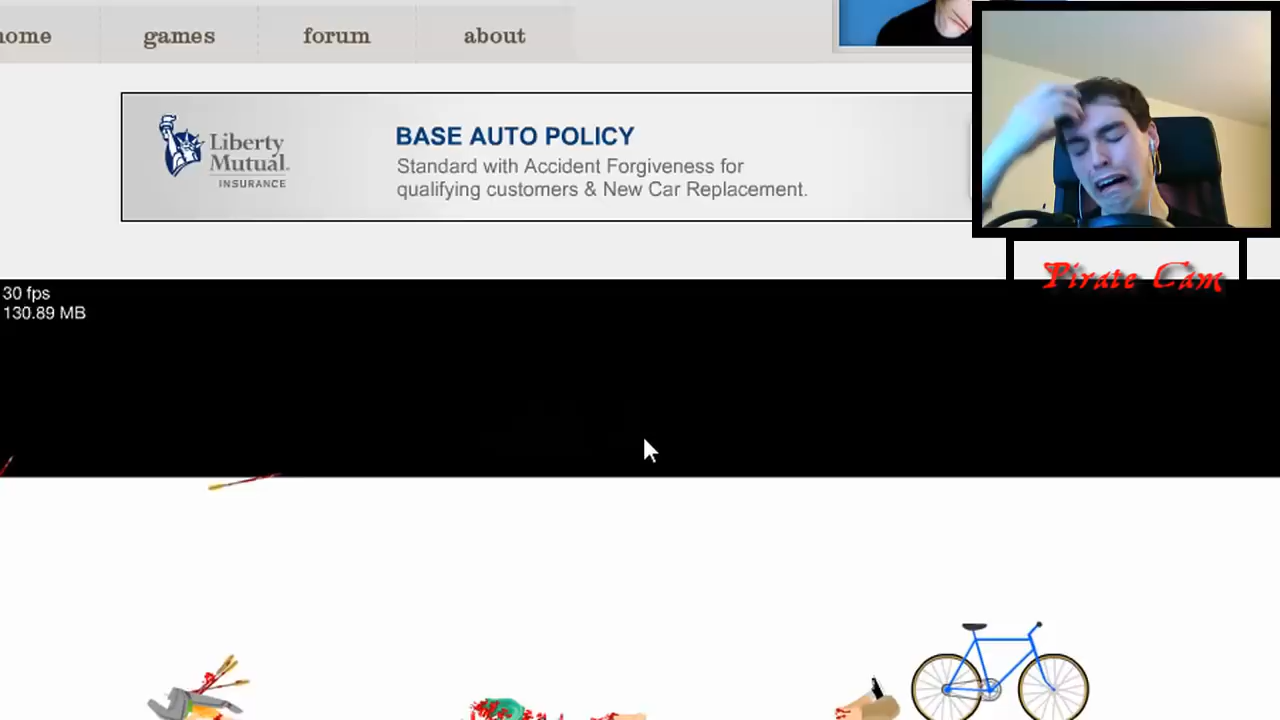 home games forum about
Liberty
Mutual.
INSURANCE
BASE AUTO POLICY
Standard with Accident Forgiveness for
qualifying customers & New Car Replacement.
Pirate Cam
30 fps
130.89 MB